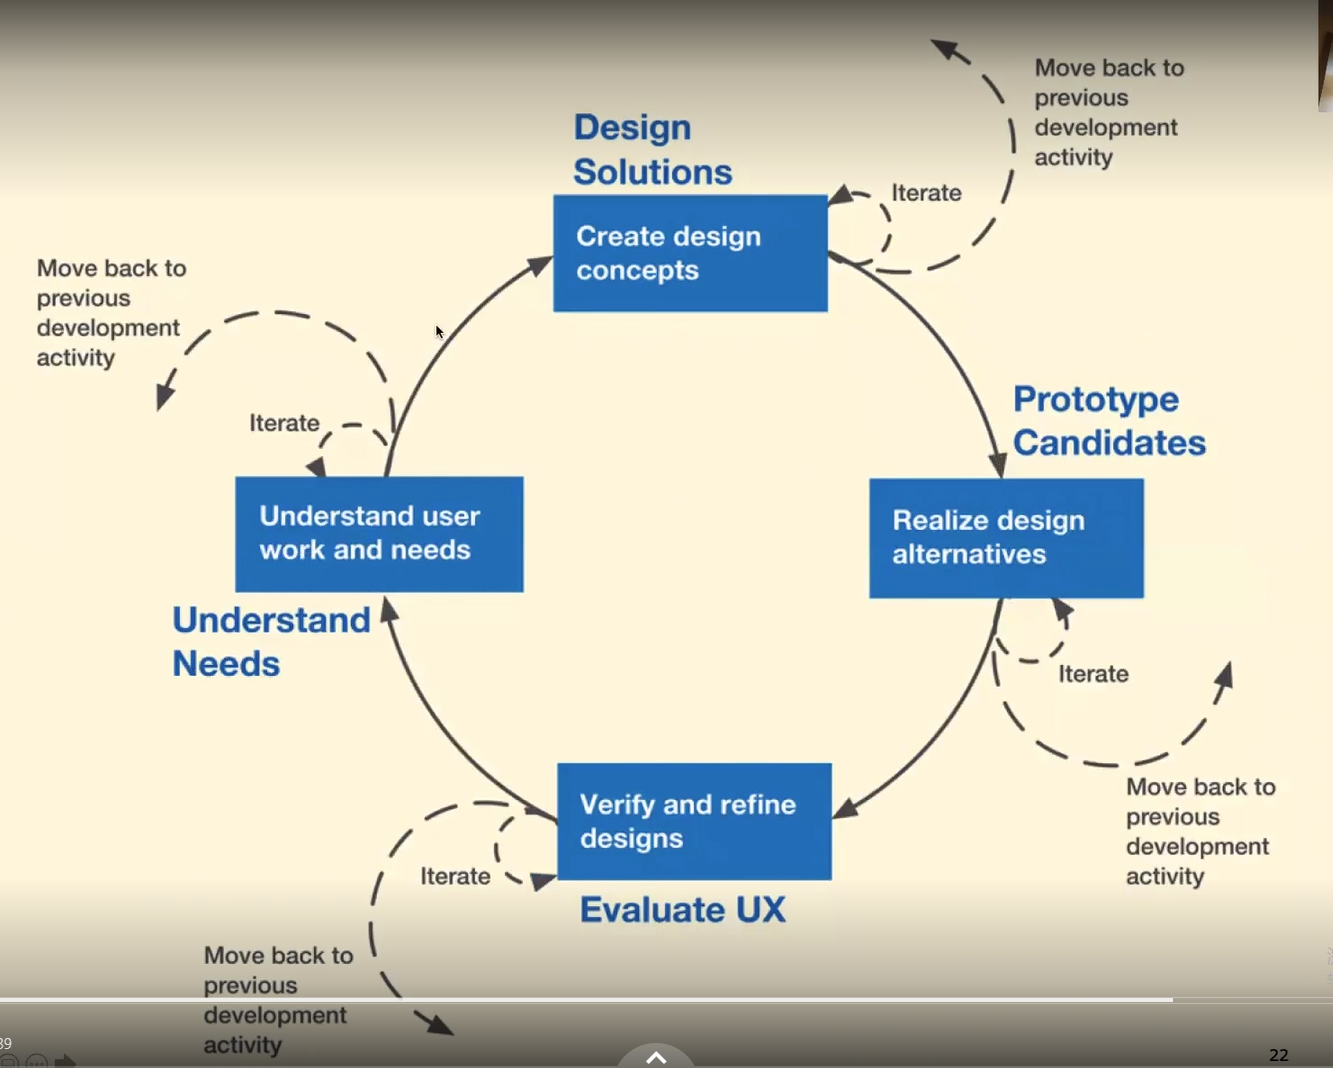 Move back to
previous
development
activity
Design
Solutions
Iterate
Create design
concepts
Move back to
previous
development
activity
Iterate
Prototype
Candidates
Understand user
work and needs
Realize design
alternatives
Understand
Needs
Iterate
Verify and refine
designs
Move back to
previous
development
activity
Iterate
Evaluate UX
Move back to
previous
development
activity
39
22